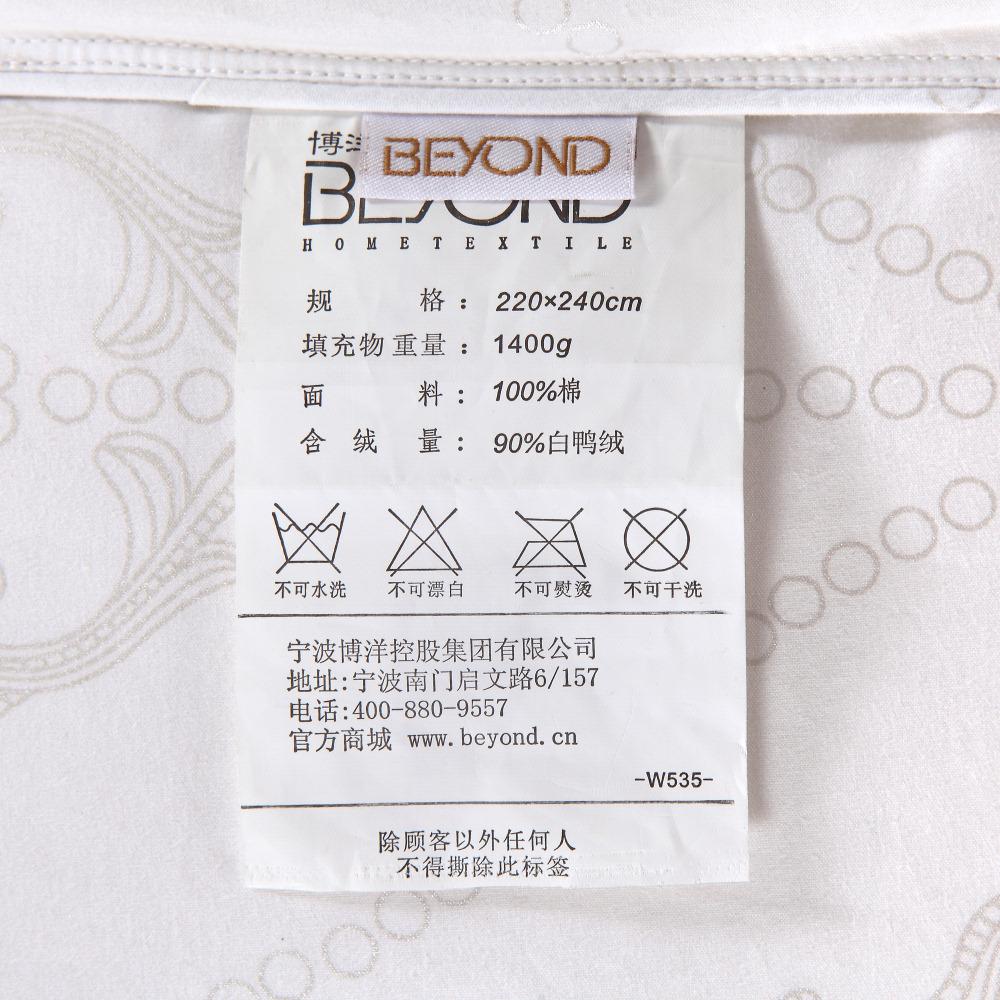 博洋
BEYOND
BEYOND
HOMETEXTILE
规 格：220×240cm
填充物重量：1400g
面 料：100%棉
含 绒 量：90%白鸭绒
不可水洗 不可漂白 不可熨烫 不可干洗
宁波博洋控股集团有限公司
地址:宁波南门启文路6/157
电话:400-880-9557
官方商城 www.beyond.cn
-W535-
除顾客以外任何人
不得撕除此标签